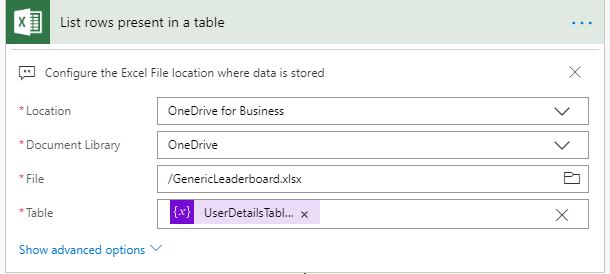 List rows present in a table
Configure the Excel File location where data is stored
* Location OneDrive for Business
* Document Library OneDrive
* File /GenericLeaderboard.xlsx
* Table {x} UserDetailsTabl... ×
Show advanced options